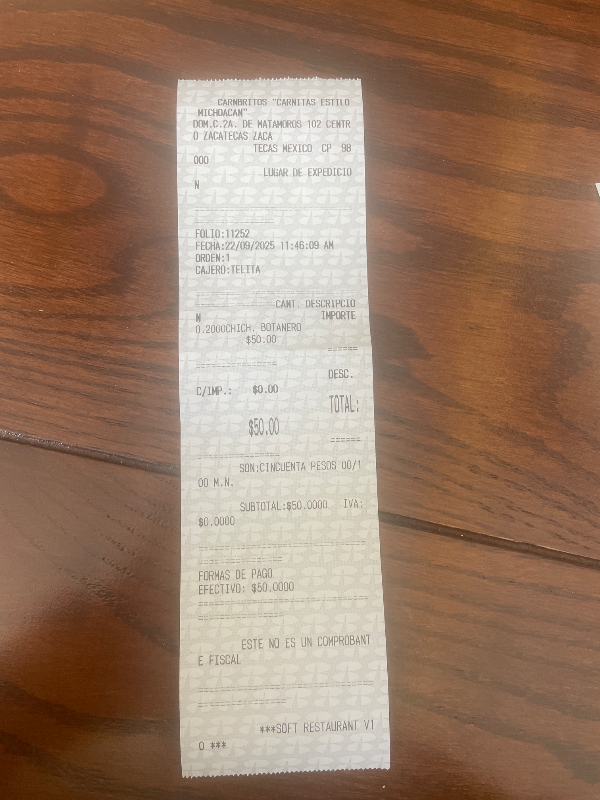 CARNBRITOS "CARNITAS ESTILO
MICHOACAN"
DOM.C.2A. DE MATAMOROS 102 CENTR
O ZACATECAS ZACA
TECAS MEXICO CP 98
000
LUGAR DE EXPEDICIO
N
FOLIO:11252
FECHA:22/09/2025 11:46:09 AM
ORDEN:1
CAJERO:TELITA
CANT. DESCRIPCIO
N IMPORTE
0.2000CHICH. BOTANERO
$50.00
DESC.
C/IMP.: $0.00
TOTAL:
$50.00
SON:CINCUENTA PESOS 00/1
00 M.N.
SUBTOTAL:$50.0000 IVA:
$0.0000
FORMAS DE PAGO
EFECTIVO: $50.0000
ESTE NO ES UN COMPROBANT
E FISCAL
***SOFT RESTAURANT V1
0 ***